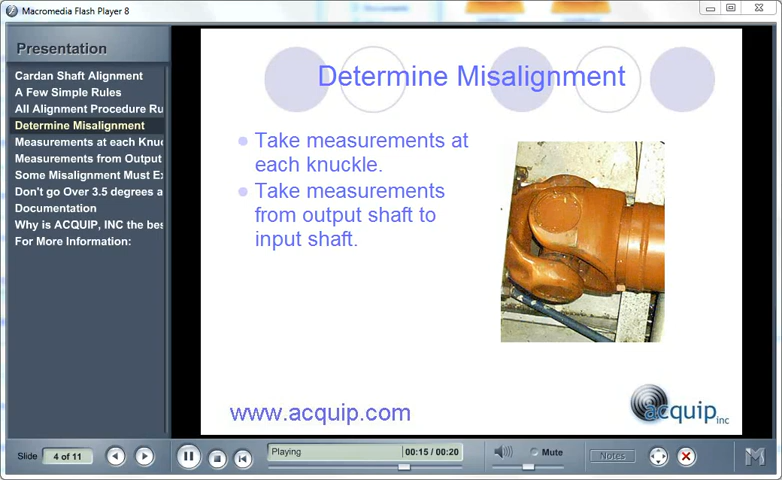 Macromedia Flash Player 8
Presentation
Cardan Shaft Alignment
A Few Simple Rules
All Alignment Procedure Ru
Determine Misalignment
Measurements at each Knuc
Measurements from Output
Some Misalignment Must Ex
Don't go Over 3.5 degrees a
Documentation
Why is ACQUIP, INC the bes
For More Information:
Determine Misalignment
Take measurements at
each knuckle.
Take measurements
from output shaft to
input shaft.
www.acquip.com
acquip inc
Slide 4 of 11
Playing 00:15 / 00:20
Mute
Notes